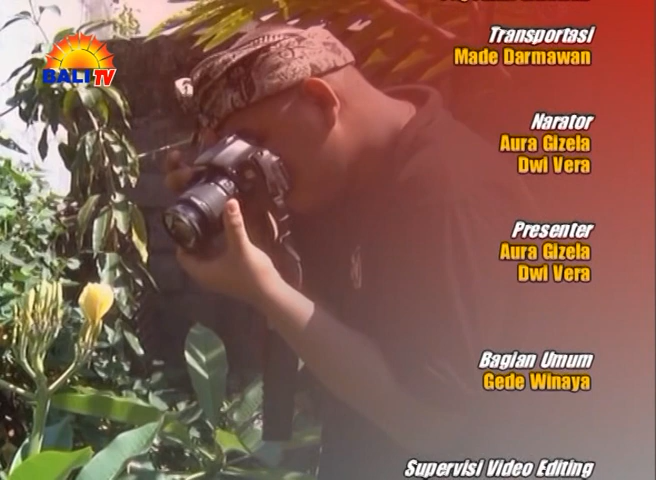 BALI TV
Transportasi
Made Darmawan
Narator
Aura Gizela
Dwi Vera
Presenter
Aura Gizela
Dwi Vera
Bagian Umum
Gede Winaya
Supervisi Video Editing